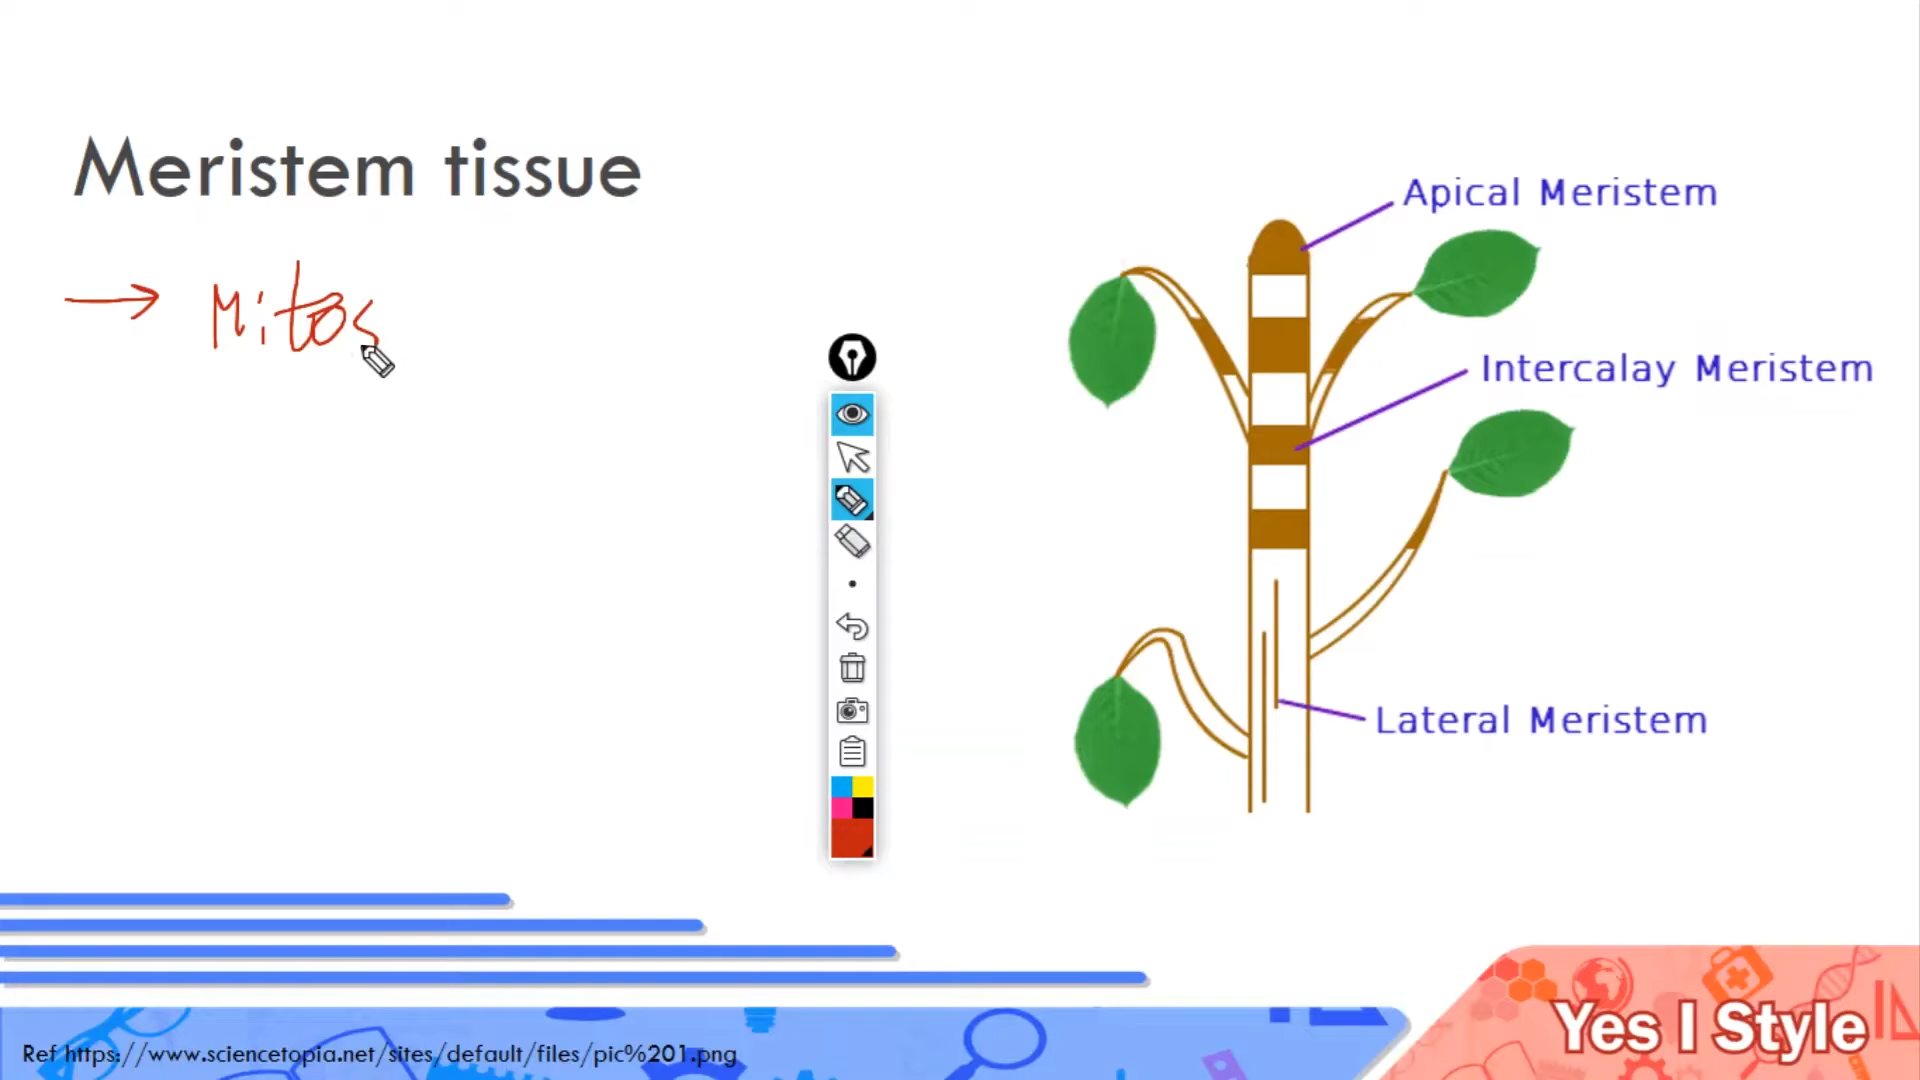 Meristem tissue
→ Mitos
Apical Meristem
Intercalay Meristem
Lateral Meristem
Ref https://www.sciencetopia.net/sites/default/files/pic%201.png
Yes I Style